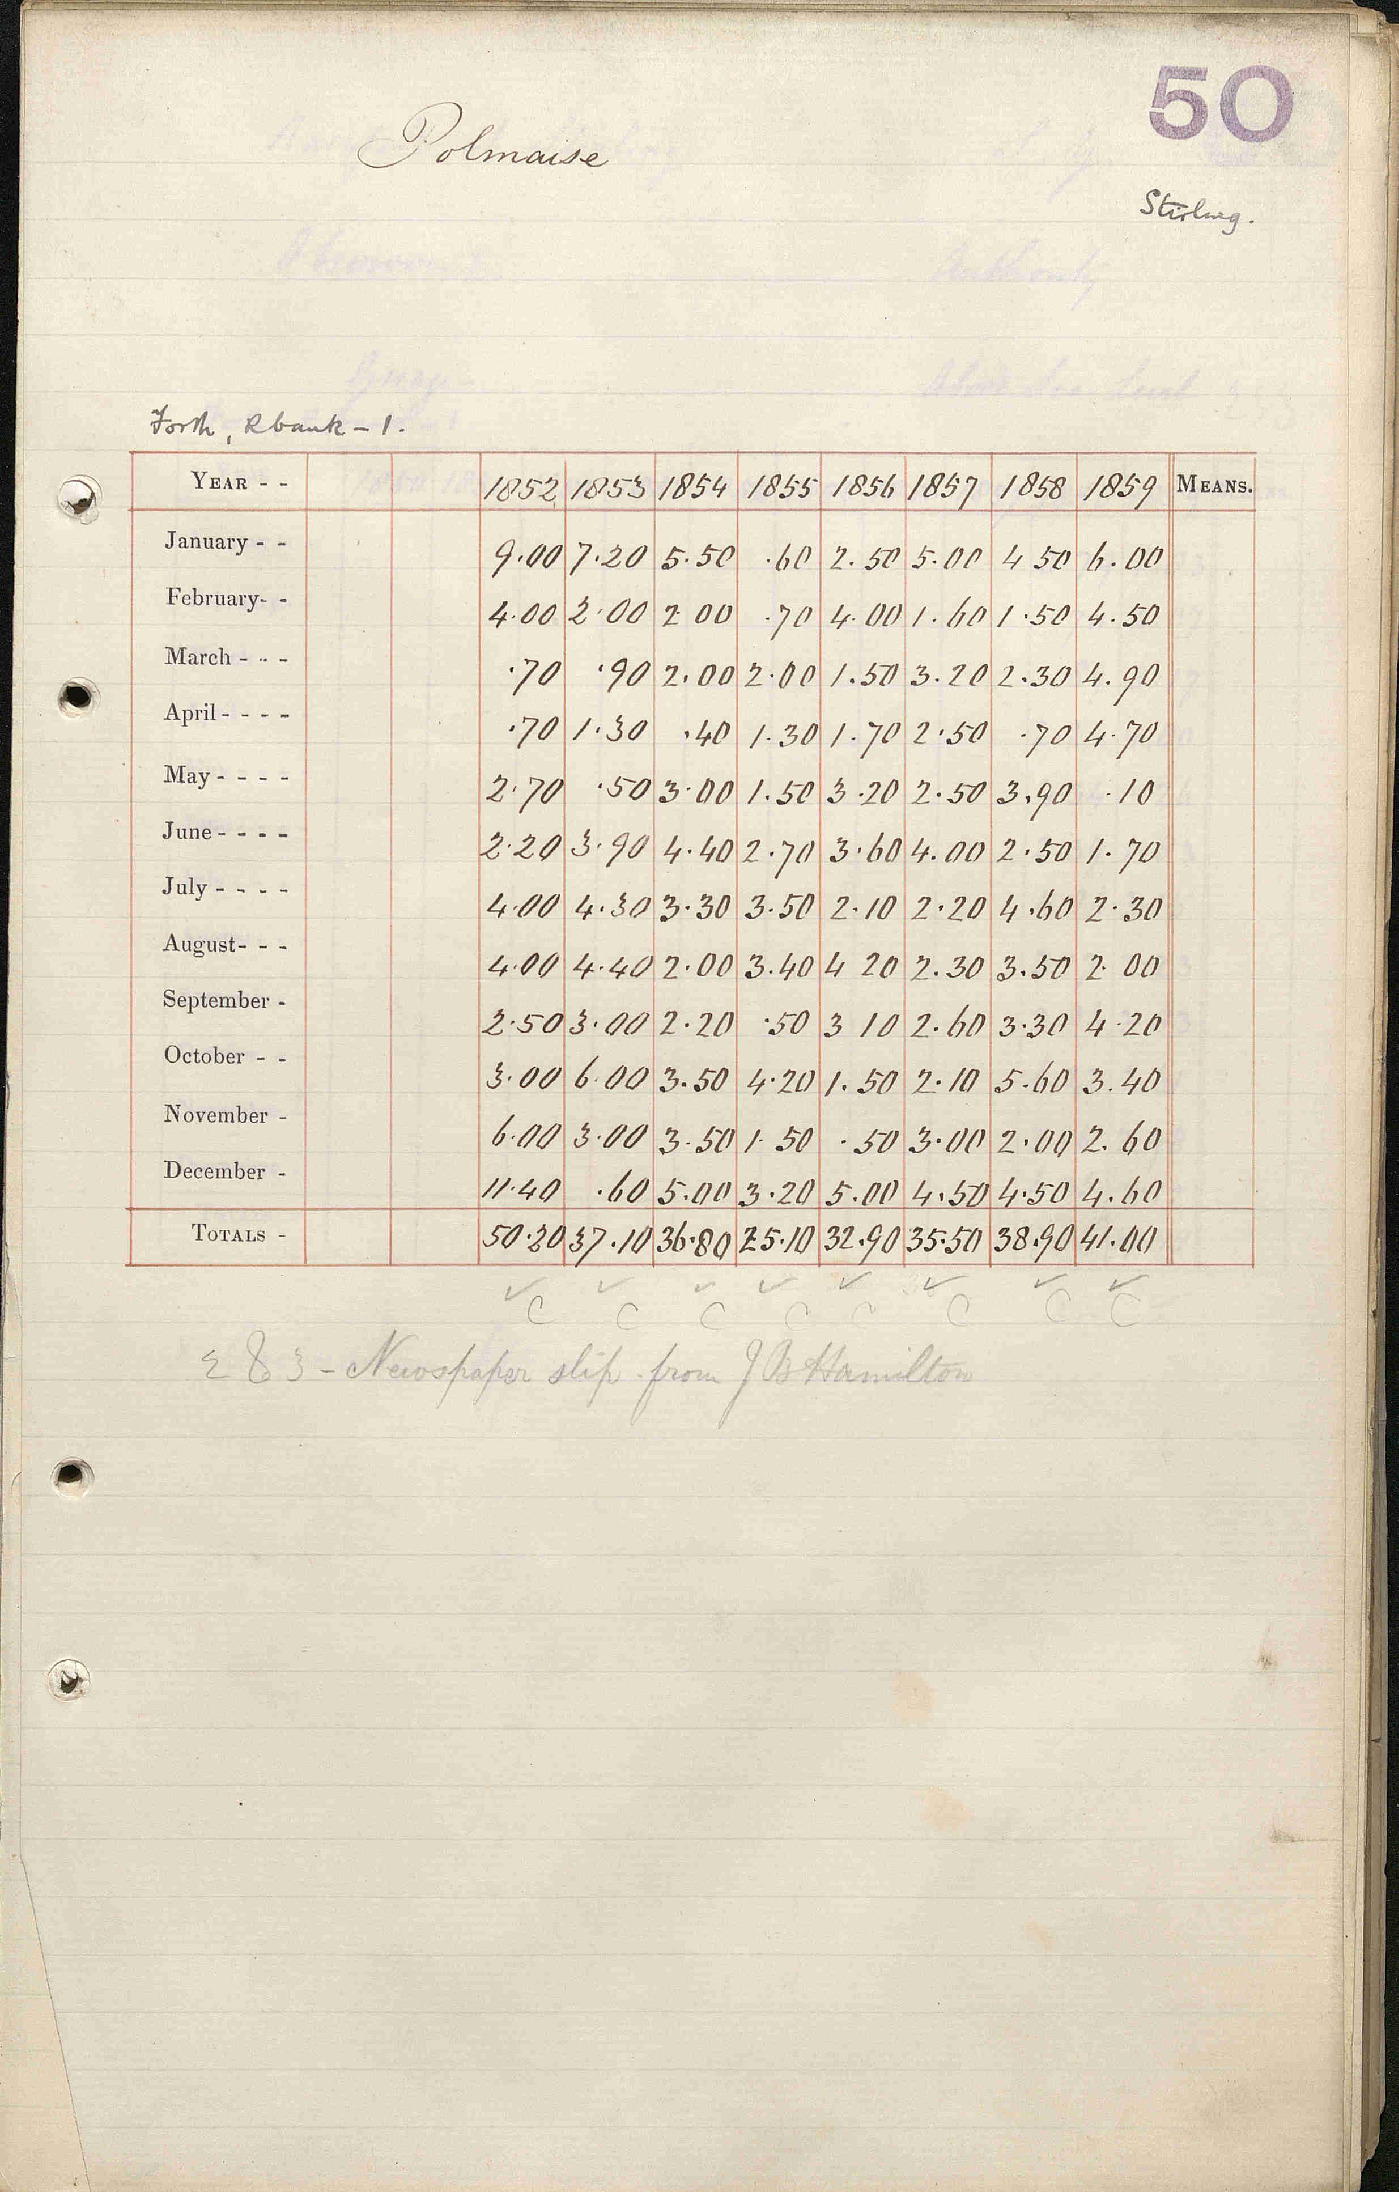 50
Polmaise
Stirling.
Forth, Rbank - 1.
YEAR - - 1852 1853 1854 1855 1856 1857 1858 1859 MEANS.
January - - 9.00 7.20 5.50 .60 2.50 5.00 4 50 6.00
February- - 4.00 2.00 2 00 .70 4.00 1.60 1.50 4.50
March - - - .70 .90 2.00 2.00 1.50 3.20 2.30 4.90
April - - - - .70 1.30 .40 1.30 1.70 2.50 .70 4.70
May - - - - 2.70 .50 3.00 1.50 3.20 2.50 3.90 .10
June - - - - 2.20 3.90 4.40 2.70 3.60 4.00 2.50 1.70
July - - - - 4.00 4.30 3.30 3.50 2.10 2.20 4.60 2.30
August- - - 4.00 4.40 2.00 3.40 4 20 2.30 3.50 2.00
September - 2.50 3.00 2.20 .50 3 10 2.60 3.30 4.20
October - - 3.00 6.00 3.50 4.20 1.50 2.10 5.60 3.40
November - 6.00 3.00 3.50 1.50 .50 3.00 2.00 2.60
December - 11.40 .60 5.00 3.20 5.00 4.50 4.50 4.60
TOTALS - 50.20 37.10 36.80 25.10 32.90 35.50 38.90 41.00
✓ ✓ ✓ ✓ ✓ ✓ ✓ ✓
C C C C C C C C
- Newspaper slip from J B Hamilton